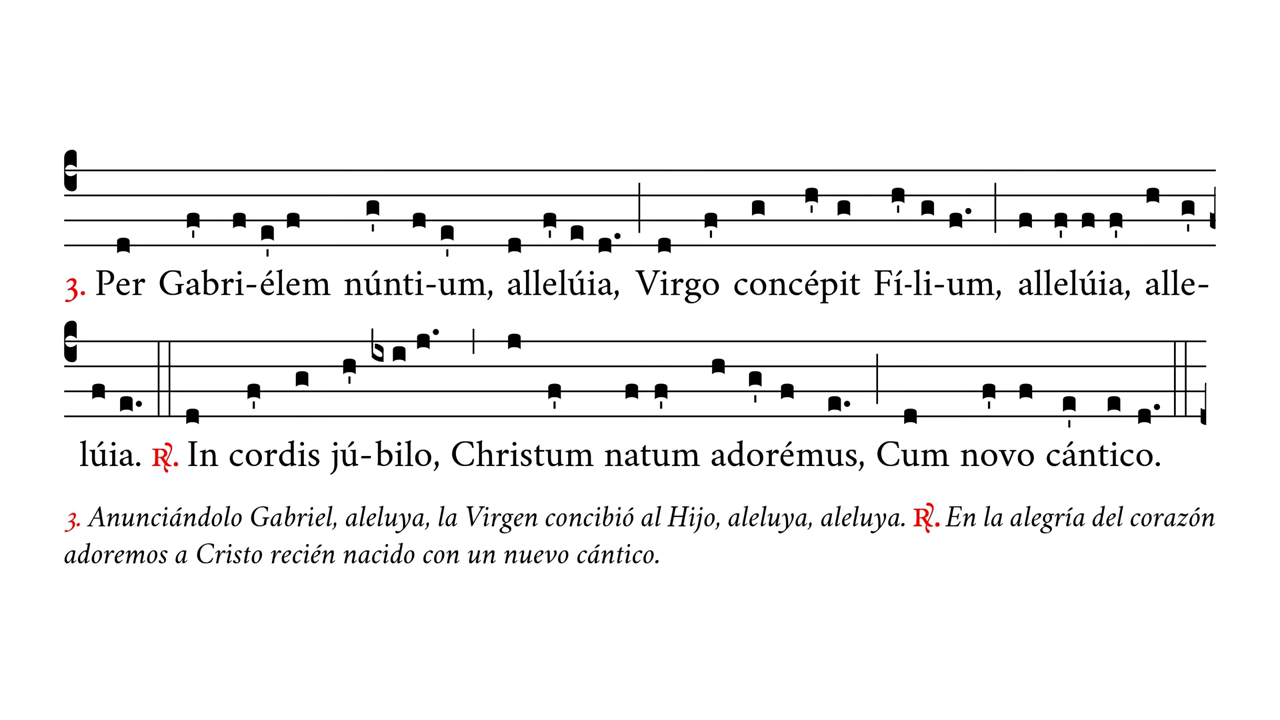 3. Per Gabri-élem núnti-um, allelúia, Virgo concépit Fí-li-um, allelúia, alle-
lúia. ℟. In cordis jú-bilo, Christum natum adorémus, Cum novo cántico.
3. Anunciándolo Gabriel, aleluya, la Virgen concibió al Hijo, aleluya, aleluya. ℟. En la alegría del corazón
adoremos a Cristo recién nacido con un nuevo cántico.